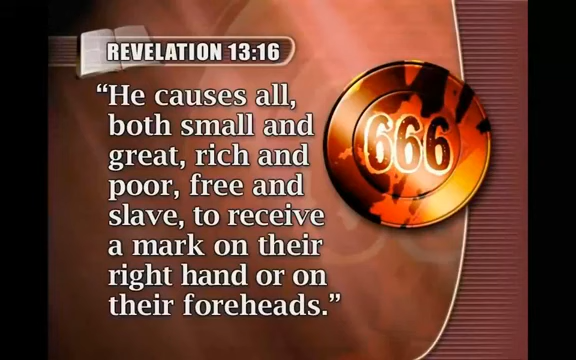 REVELATION 13:16
“He causes all,
both small and
great, rich and
poor, free and
slave, to receive
a mark on their
right hand or on
their foreheads.”
666